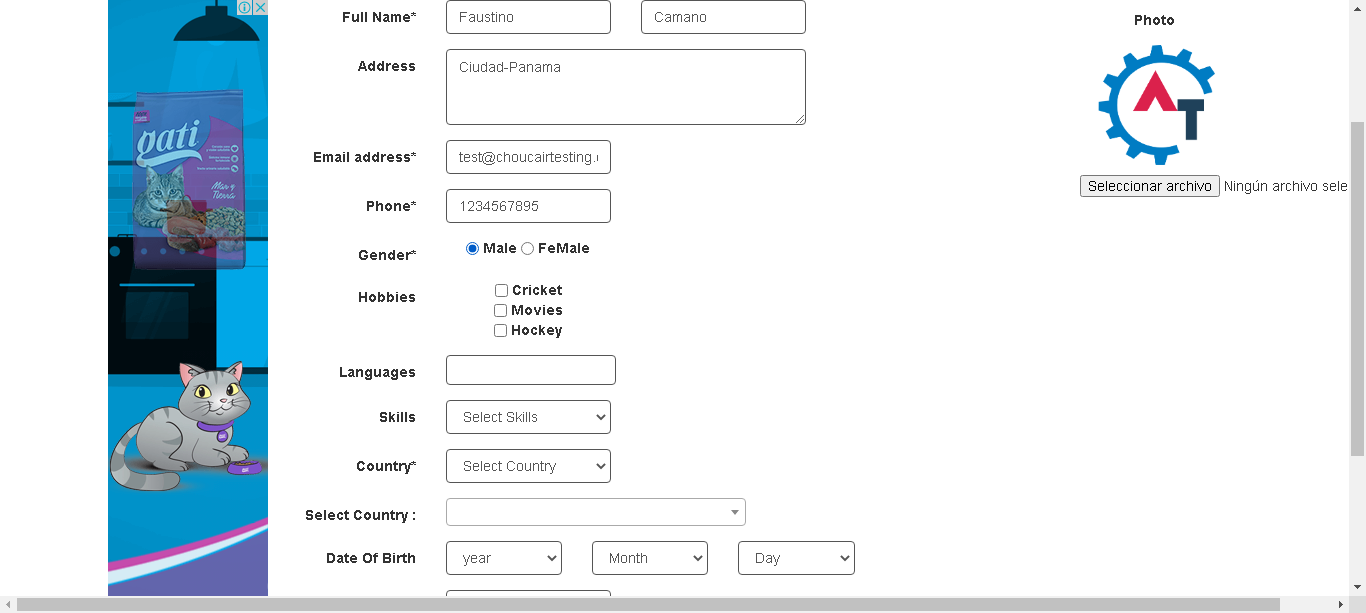 Full Name* Faustino Camano
Photo
Address Ciudad-Panama
gati
Mar y
Tierra
Email address* test@choucairtesting.
Seleccionar archivo Ningún archivo sele
Phone* 1234567895
Gender* Male FeMale
Hobbies Cricket
Movies
Hockey
Languages
Skills Select Skills
Country* Select Country
Select Country :
Date Of Birth year Month Day